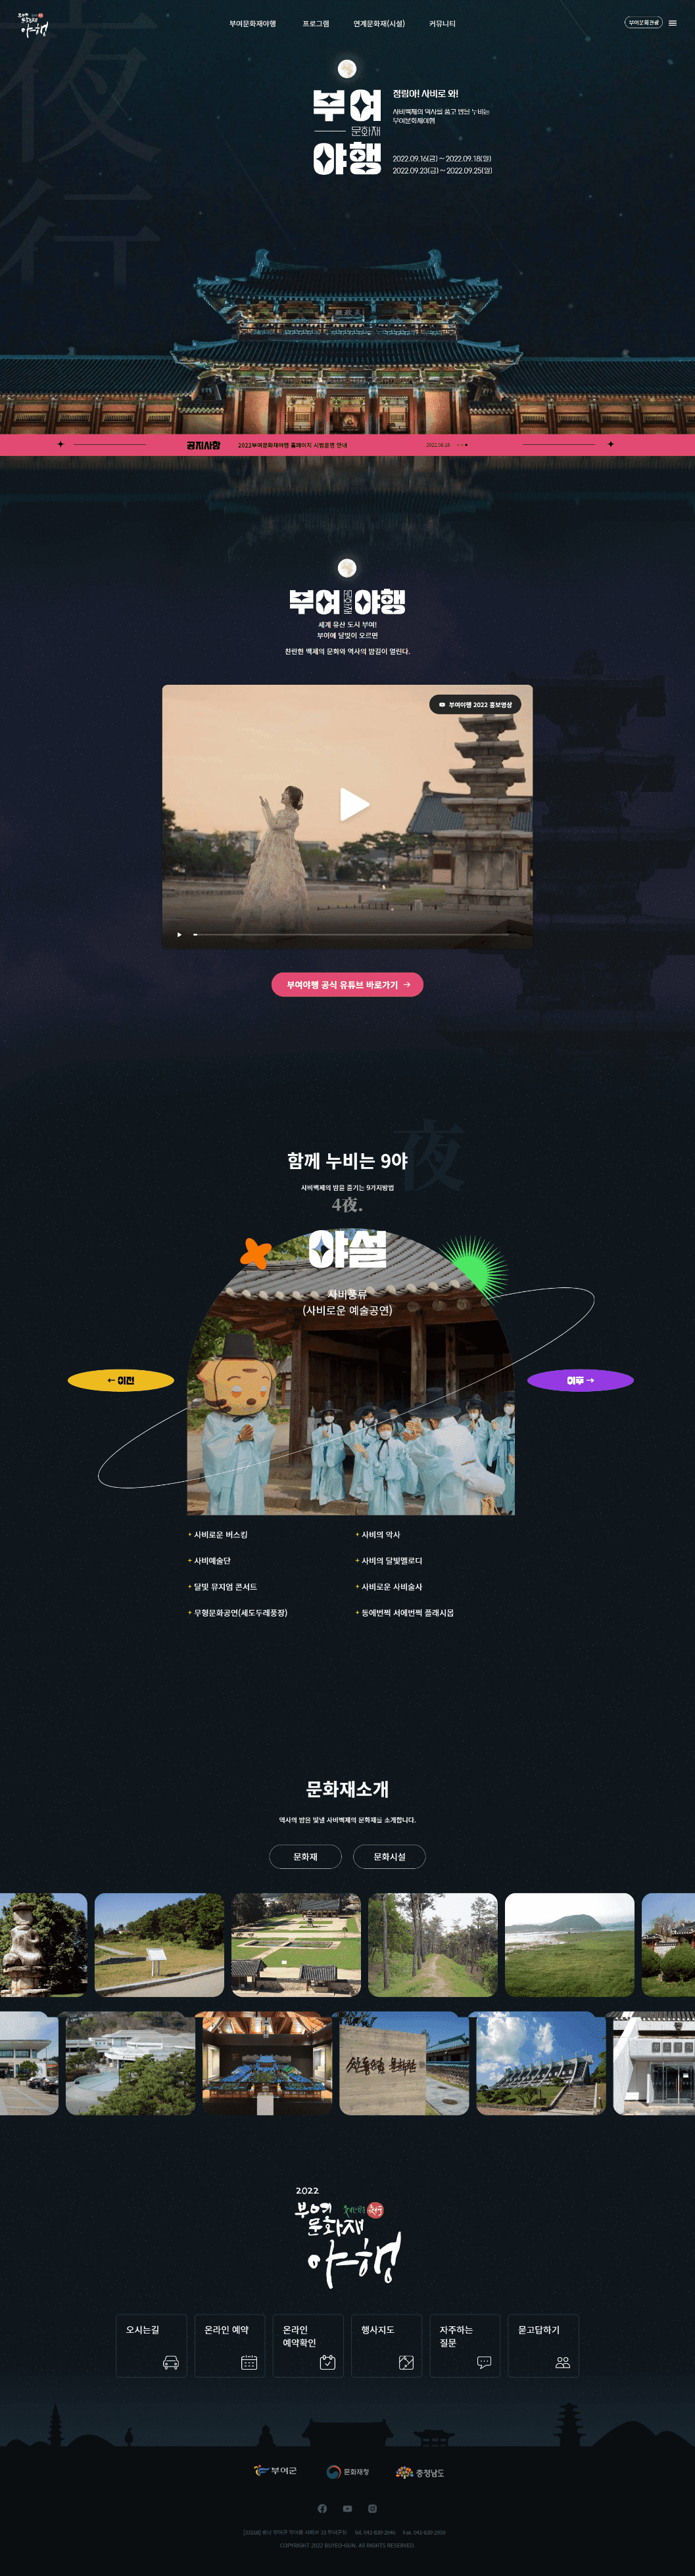 부여
문화재
야행
부여문화재야행
프로그램
연계문화재(시설)
커뮤니티
부여문화관광
夜
行
부여
문화재
야행
정림아! 사비로 와!
사비백제의 역사를 품고 밤을 누비는
부여문화재야행
2022.09.16(금) ~ 2022.09.18(일)
2022.09.23(금) ~ 2022.09.25(일)
공지사항
2022부여문화재야행 홈페이지 시범운영 안내
부여 문화재 야행
세계 유산 도시 부여!
부여에 달빛이 오르면
찬란한 백제의 문화와 역사의 밤길이 열린다.
부여야행 2022 홍보영상
부여야행 공식 유튜브 바로가기 →
夜
함께 누비는 9야
사비백제의 밤을 즐기는 9가지방법
4夜.
야설
사비풍류
(사비로운 예술공연)
← 이전
이후 →
사비로운 버스킹
사비의 악사
사비예술단
사비의 달빛멜로디
달빛 뮤지엄 콘서트
사비로운 사비술사
무형문화공연(세도두레풍장)
동에번쩍 서에번쩍 플래시몹
문화재소개
역사의 밤을 빛낼 사비백제의 문화재를 소개합니다.
문화재
문화시설
2022
부여
문화재
야행
오시는길
온라인 예약
온라인
예약확인
행사지도
자주하는
질문
묻고답하기
부여군
문화재청
충청남도
COPYRIGHT 2022 BUYEO-GUN. All RIGHTS RESERVED.